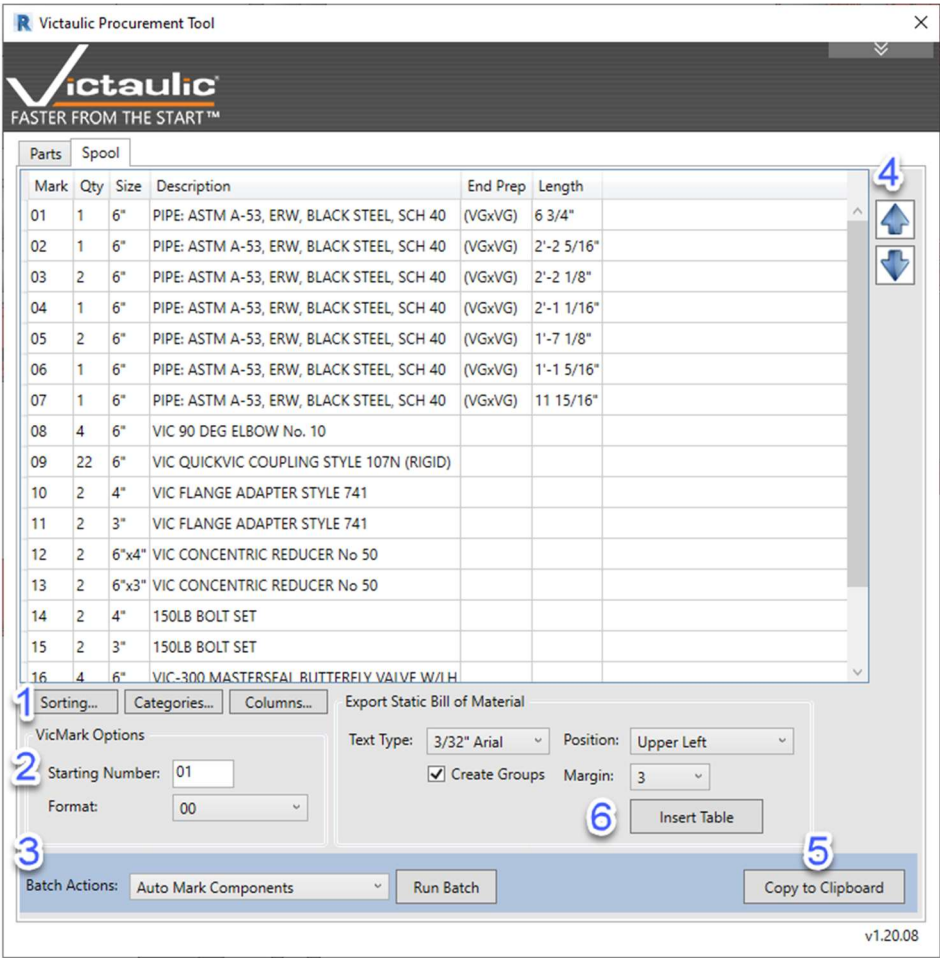 Victaulic Procurement Tool
Victaulic
FASTER FROM THE START™
Parts Spool
4
Mark Qty Size Description End Prep Length
01 1 6" PIPE: ASTM A-53, ERW, BLACK STEEL, SCH 40 (VGxVG) 6 3/4"
02 1 6" PIPE: ASTM A-53, ERW, BLACK STEEL, SCH 40 (VGxVG) 2'-2 5/16"
03 2 6" PIPE: ASTM A-53, ERW, BLACK STEEL, SCH 40 (VGxVG) 2'-2 1/8"
04 1 6" PIPE: ASTM A-53, ERW, BLACK STEEL, SCH 40 (VGxVG) 2'-1 1/16"
05 2 6" PIPE: ASTM A-53, ERW, BLACK STEEL, SCH 40 (VGxVG) 1'-7 1/8"
06 1 6" PIPE: ASTM A-53, ERW, BLACK STEEL, SCH 40 (VGxVG) 1'-1 5/16"
07 1 6" PIPE: ASTM A-53, ERW, BLACK STEEL, SCH 40 (VGxVG) 11 15/16"
08 4 6" VIC 90 DEG ELBOW No. 10
09 22 6" VIC QUICKVIC COUPLING STYLE 107N (RIGID)
10 2 4" VIC FLANGE ADAPTER STYLE 741
11 2 3" VIC FLANGE ADAPTER STYLE 741
12 2 6"x4" VIC CONCENTRIC REDUCER No 50
13 2 6"x3" VIC CONCENTRIC REDUCER No 50
14 2 4" 150LB BOLT SET
15 2 3" 150LB BOLT SET
16 4 6" VIC-300 MASTERSEAL BUTTERFLY VALVE W/LH
1 Sorting... Categories... Columns... Export Static Bill of Material
VicMark Options
Text Type: 3/32" Arial Position: Upper Left
2 Starting Number: 01
Create Groups Margin: 3
Format: 00
6 Insert Table
3 5
Batch Actions: Auto Mark Components Run Batch Copy to Clipboard
v1.20.08